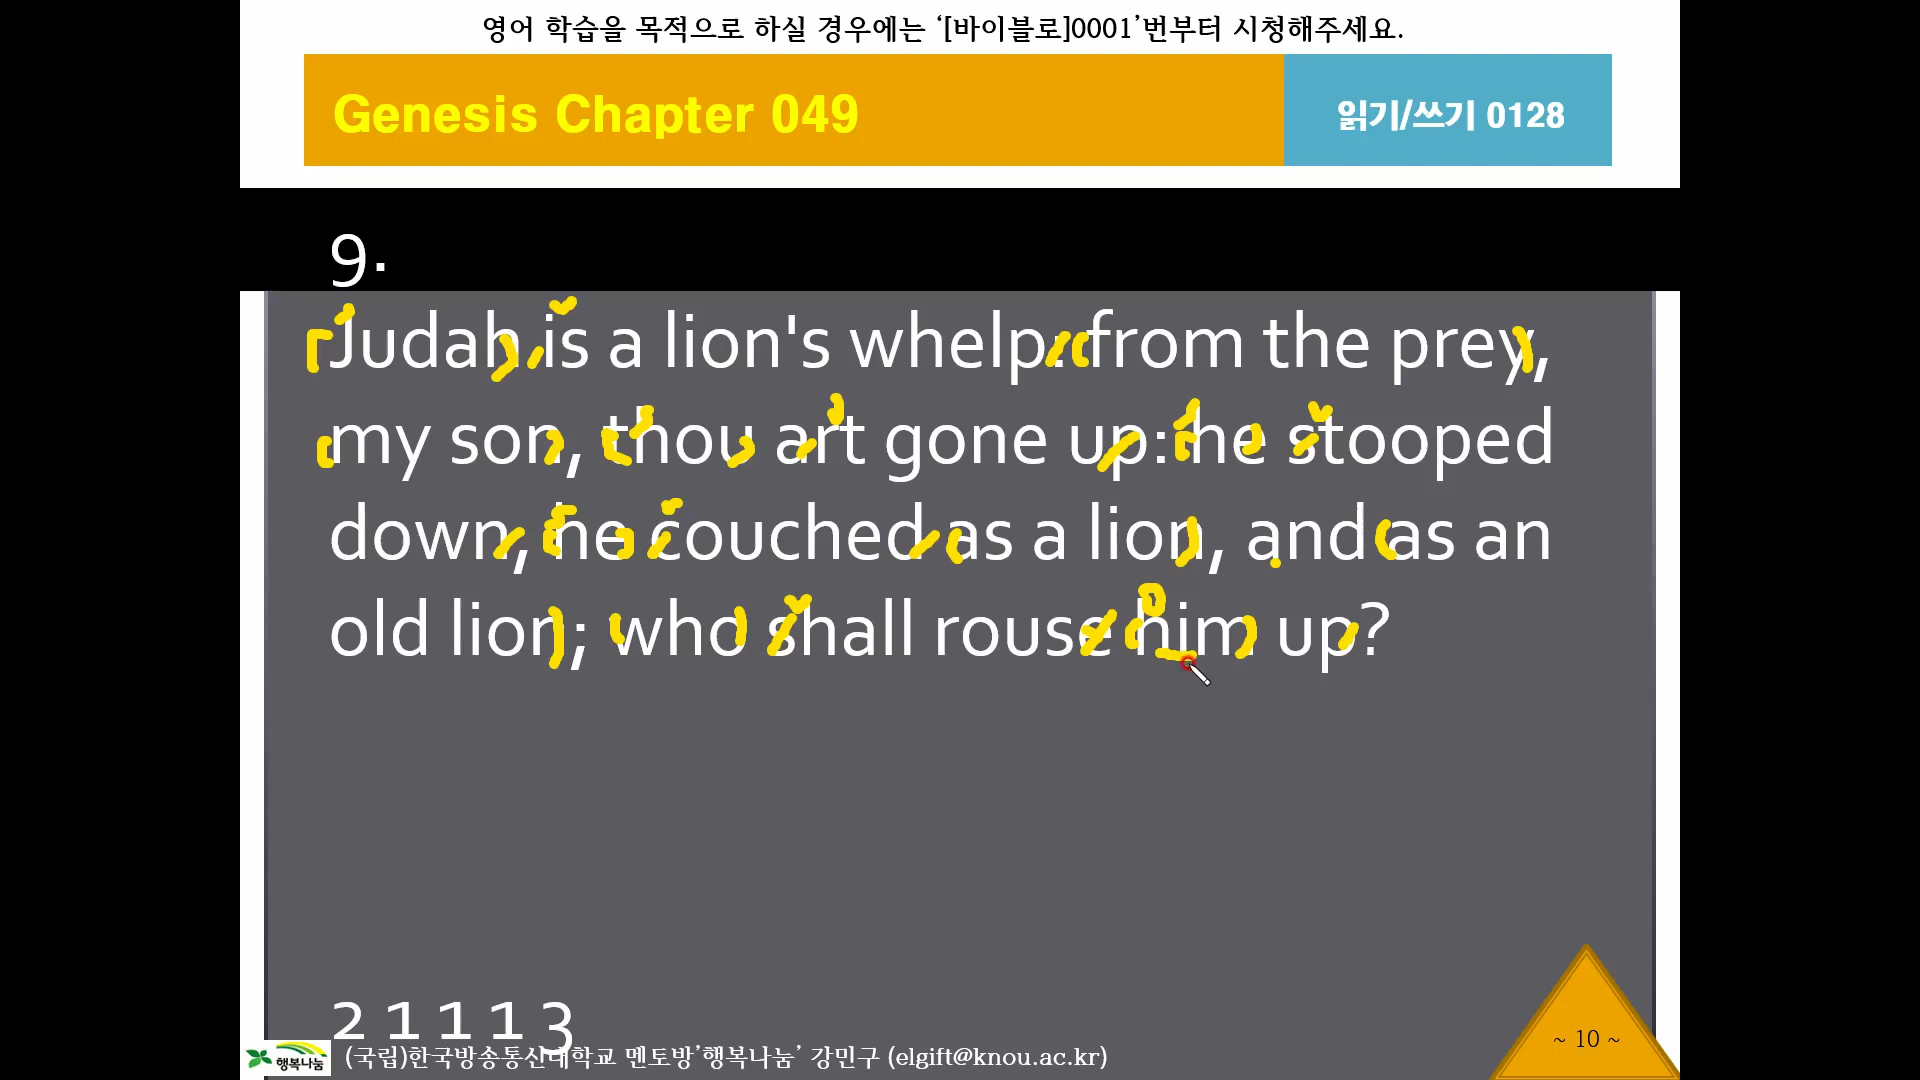 영어 학습을 목적으로 하실 경우에는 ‘[바이블로]0001’번부터 시청해주세요.
Genesis Chapter 049
읽기/쓰기 0128
9.
Judah is a lion's whelp: from the prey,
my son, thou art gone up: he stooped
down, he couched as a lion, and as an
old lion; who shall rouse him up?
2 1 1 1 3
행복나눔
(국립)한국방송통신대학교 멘토방’행복나눔’ 강민구 (elgift@knou.ac.kr)
~ 10 ~